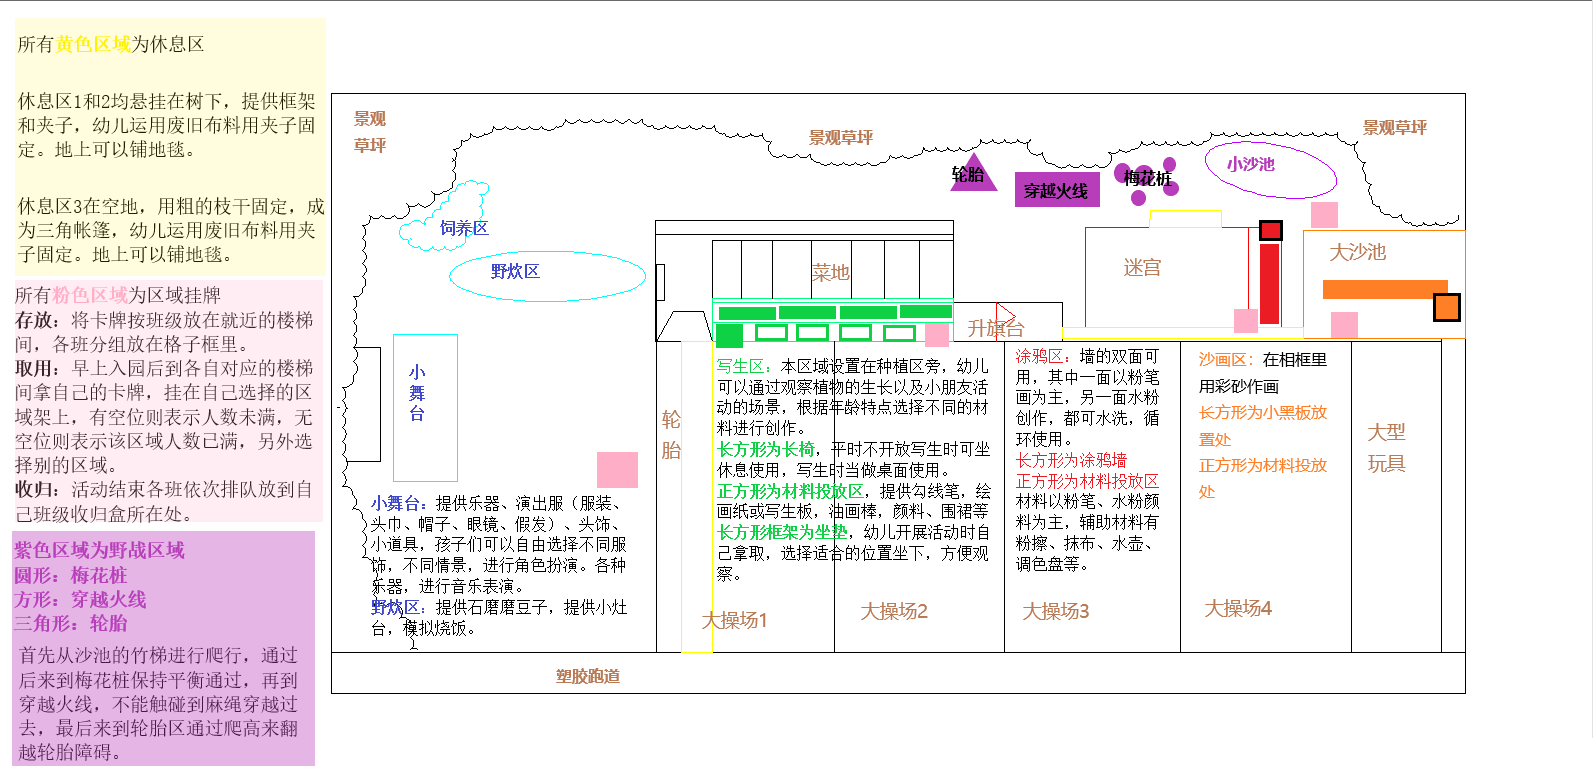 所有黄色区域为休息区
休息区1和2均悬挂在树下，提供框架
和夹子，幼儿运用废旧布料用夹子固
定。地上可以铺地毯。
休息区3在空地，用粗的枝干固定，成
为三角帐篷，幼儿运用废旧布料用夹
子固定。地上可以铺地毯。
所有粉色区域为区域挂牌
存放：将卡牌按班级放在就近的楼梯
间，各班分组放在格子框里。
取用：早上入园后到各自对应的楼梯
间拿自己的卡牌，挂在自己选择的区
域架上，有空位则表示人数未满，无
空位则表示该区域人数已满，另外选
择别的区域。
收归：活动结束各班依次排队放到自
己班级收归盒所在处。
紫色区域为野战区域
圆形：梅花桩
方形：穿越火线
三角形：轮胎
首先从沙池的竹梯进行爬行，通过
后来到梅花桩保持平衡通过，再到
穿越火线，不能触碰到麻绳穿越过
去，最后来到轮胎区通过爬高来翻
越轮胎障碍。
景观
草坪
景观草坪
景观草坪
轮胎
穿越火线
梅花桩
小沙池
饲养区
野炊区
菜地
升旗台
迷宫
大沙池
小
舞
台
小舞台：提供乐器、演出服（服装、
头巾、帽子、眼镜、假发）、头饰、
小道具，孩子们可以自由选择不同服
饰，不同情景，进行角色扮演。各种
乐器，进行音乐表演。
野炊区：提供石磨磨豆子，提供小灶
台，模拟烧饭。
轮
胎
写生区：本区域设置在种植区旁，幼儿
可以通过观察植物的生长以及小朋友活
动的场景，根据年龄特点选择不同的材
料进行创作。
长方形为长椅，平时不开放写生时可坐
休息使用，写生时当做桌面使用。
正方形为材料投放区，提供勾线笔，绘
画纸或写生板，油画棒，颜料、围裙等
长方形框架为坐垫，幼儿开展活动时自
己拿取，选择适合的位置坐下，方便观
察。
大操场1
大操场2
涂鸦区：墙的双面可
用，其中一面以粉笔
画为主，另一面水粉
创作，都可水洗，循
环使用。
长方形为涂鸦墙
正方形为材料投放区
材料以粉笔、水粉颜
料为主，辅助材料有
粉擦、抹布、水壶、
调色盘等。
大操场3
沙画区：在相框里
用彩砂作画
长方形为小黑板放
置处
正方形为材料投放
处
大操场4
大型
玩具
塑胶跑道